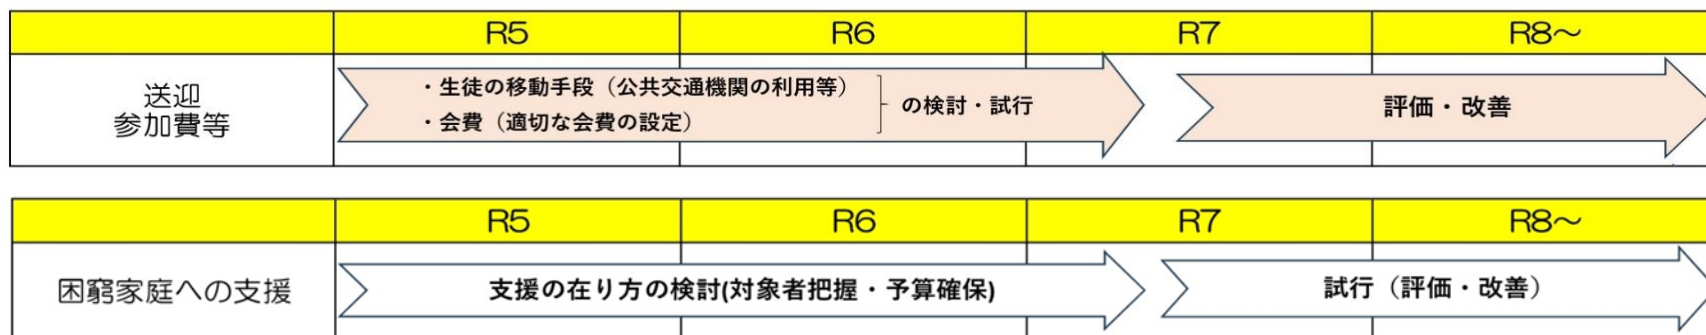 R5 R6 R7 R8～
送迎
参加費等
・生徒の移動手段（公共交通機関の利用等）
・会費（適切な会費の設定）
の検討・試行
評価・改善
R5 R6 R7 R8～
困窮家庭への支援
支援の在り方の検討(対象者把握・予算確保)
試行（評価・改善）